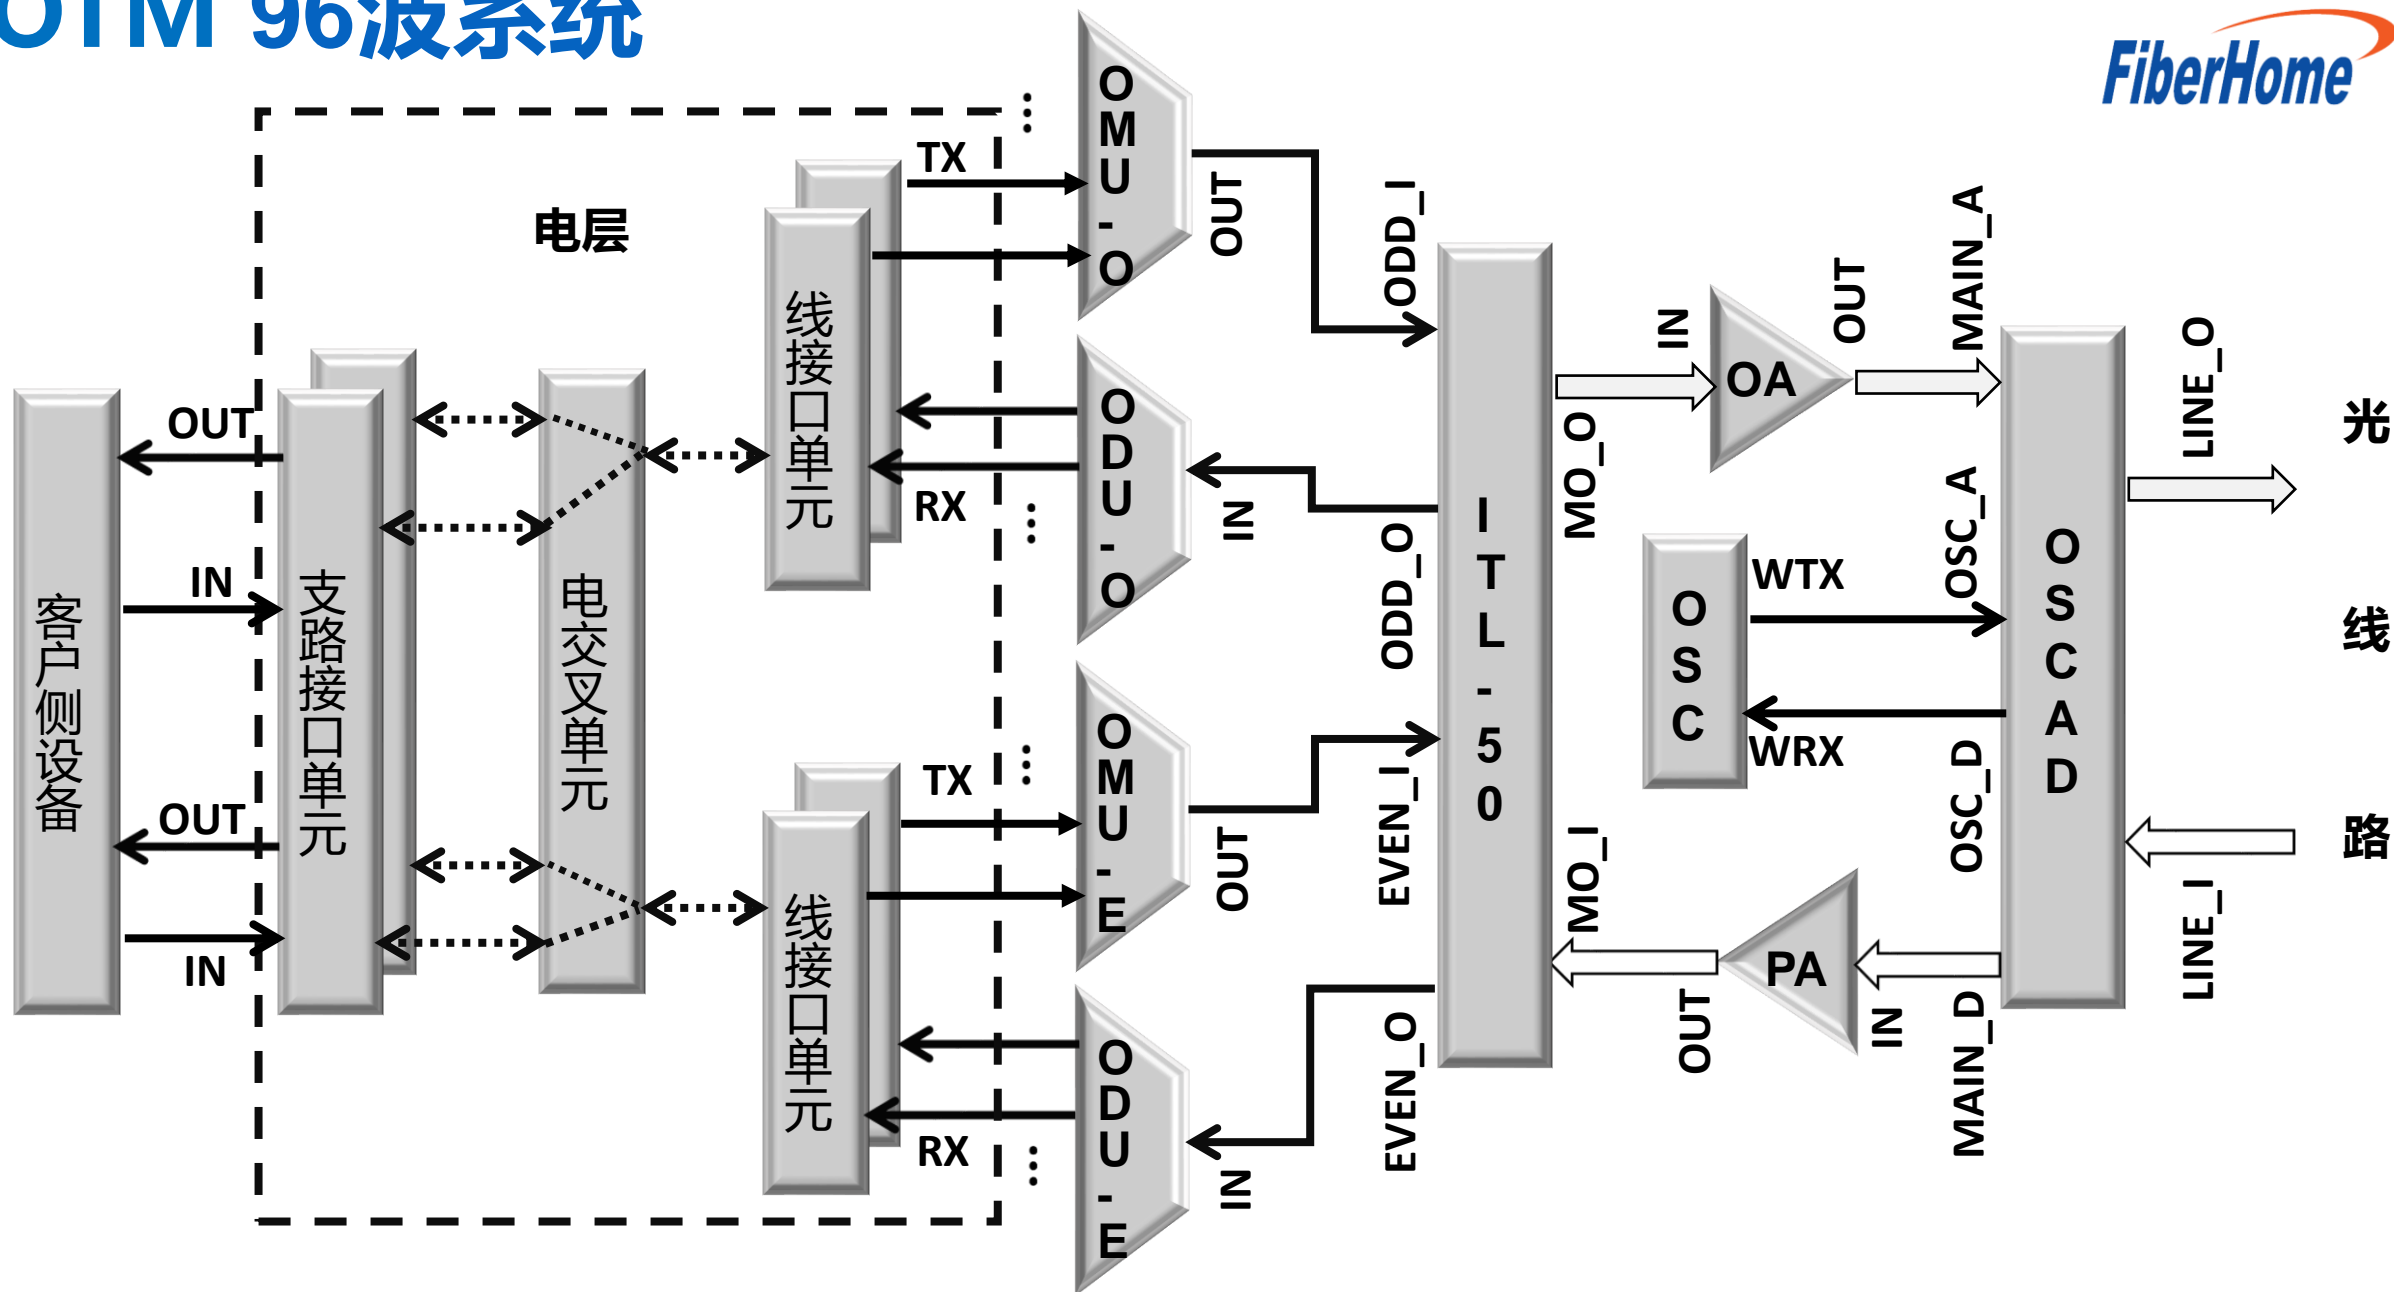 OTM 96波系统
FiberHome
电层
客户侧设备
OUT
IN
OUT
IN
支路接口单元
电交叉单元
线接口单元
TX
RX
线接口单元
TX
RX
OMU-O
OUT
ODU-O
IN
OMU-E
OUT
ODU-E
IN
ODD_I
ODD_O
EVEN_I
EVEN_O
ITL-50
MO_O
MO_I
IN
OA
OUT
MAIN_A
OSC
WTX
WRX
OSC_A
OSC_D
OUT
PA
IN
MAIN_D
OSCAD
LINE_O
LINE_I
光线路